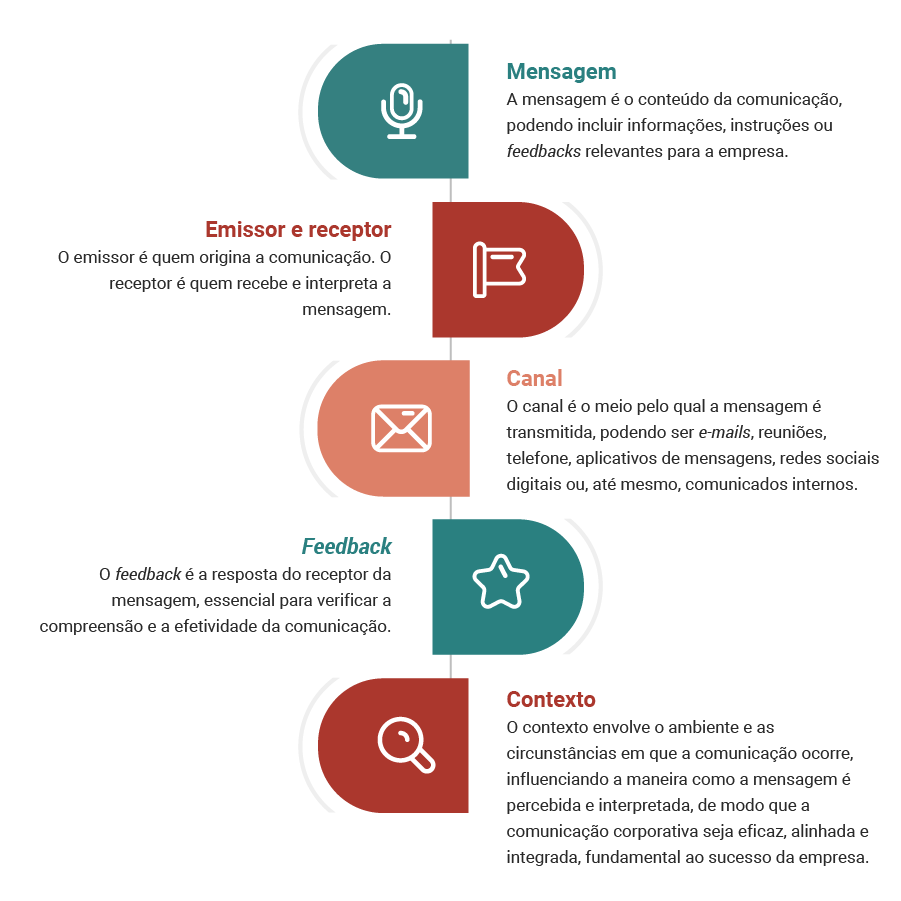 Mensagem
A mensagem é o conteúdo da comunicação,
podendo incluir informações, instruções ou
feedbacks relevantes para a empresa.
Emissor e receptor
O emissor é quem origina a comunicação. O
receptor é quem recebe e interpreta a
mensagem.
Canal
O canal é o meio pelo qual a mensagem é
transmitida, podendo ser e-mails, reuniões,
telefone, aplicativos de mensagens, redes sociais
digitais ou, até mesmo, comunicados internos.
Feedback
O feedback é a resposta do receptor da
mensagem, essencial para verificar a
compreensão e a efetividade da comunicação.
Contexto
O contexto envolve o ambiente e as
circunstâncias em que a comunicação ocorre,
influenciando a maneira como a mensagem é
percebida e interpretada, de modo que a
comunicação corporativa seja eficaz, alinhada e
integrada, fundamental ao sucesso da empresa.